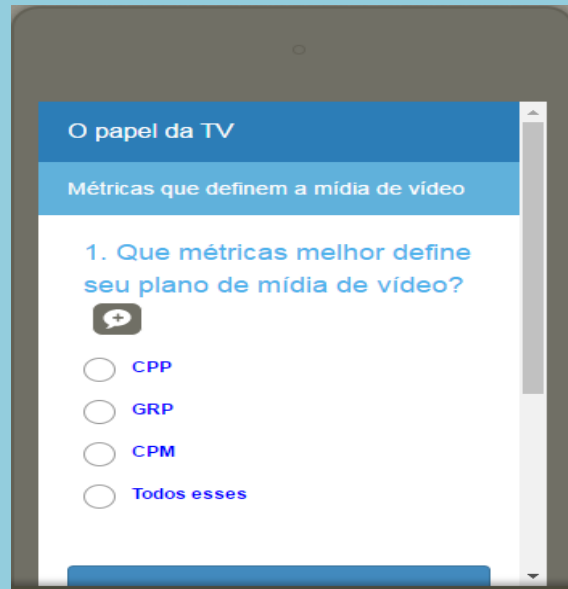 O papel da TV
Métricas que definem a mídia de vídeo
1. Que métricas melhor define
seu plano de mídia de vídeo?
CPP
GRP
CPM
Todos esses